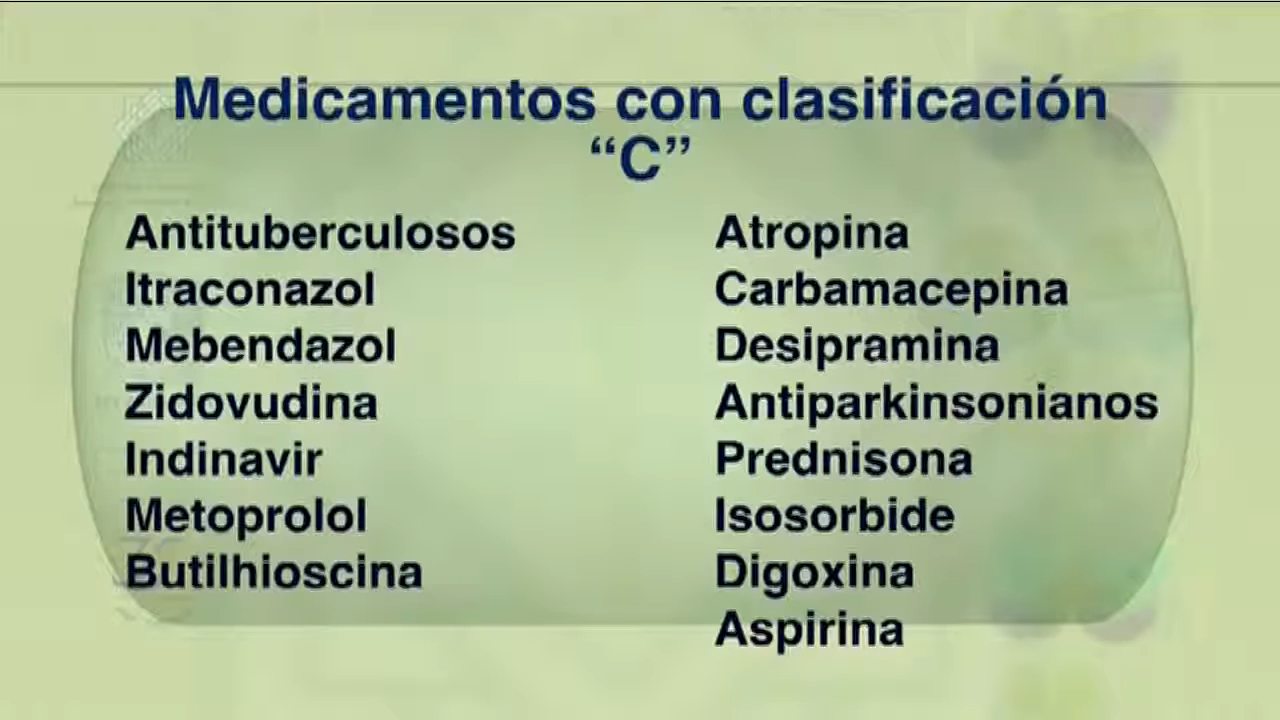 Medicamentos con clasificación
“C”
Antituberculosos
Itraconazol
Mebendazol
Zidovudina
Indinavir
Metoprolol
Butilhioscina
Atropina
Carbamacepina
Desipramina
Antiparkinsonianos
Prednisona
Isosorbide
Digoxina
Aspirina